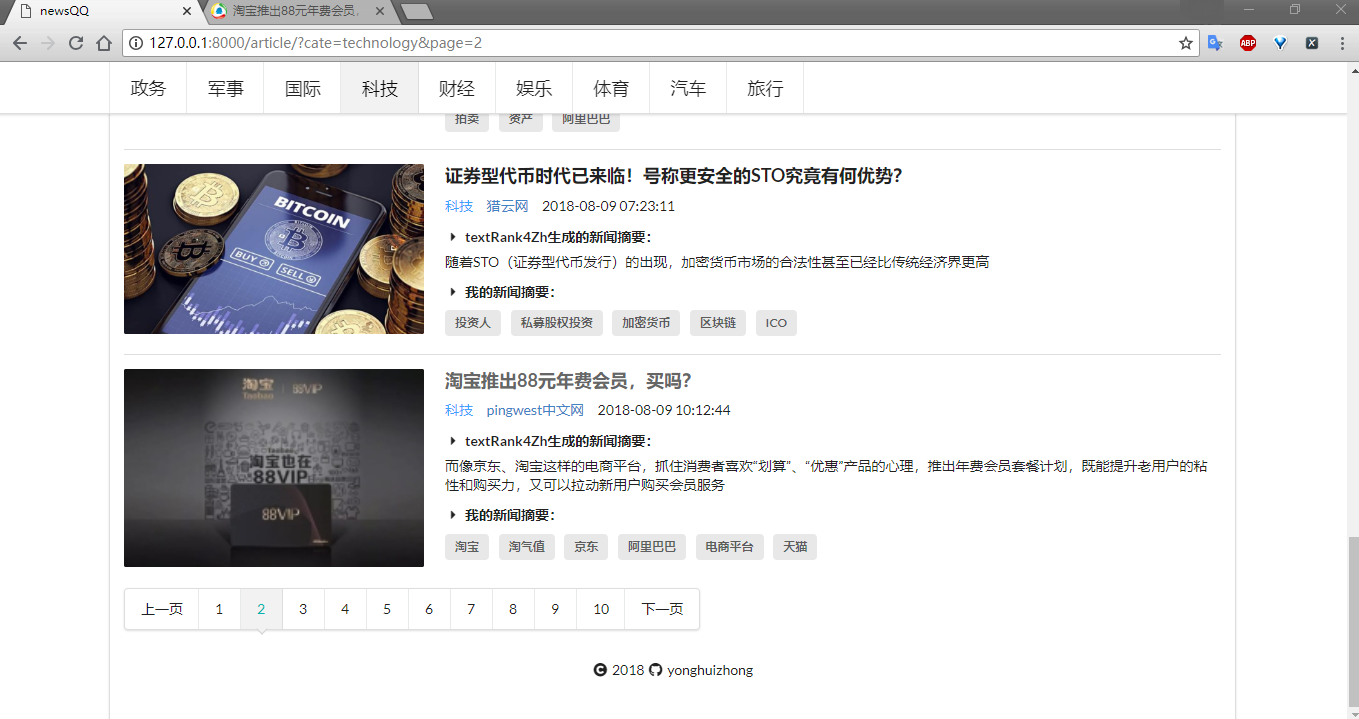 newsQQ
淘宝推出88元年费会员,
127.0.0.1:8000/article/?cate=technology&page=2
ABP
政务 军事 国际 科技 财经 娱乐 体育 汽车 旅行
拍卖 资产 阿里巴巴
BITCOIN
BUY
SELL
证券型代币时代已来临！号称更安全的STO究竟有何优势？
科技 猎云网 2018-08-09 07:23:11
textRank4Zh生成的新闻摘要：
随着STO（证券型代币发行）的出现，加密货币市场的合法性甚至已经比传统经济界更高
我的新闻摘要：
投资人 私募股权投资 加密货币 区块链 ICO
淘宝 88VIP
Taobao
淘宝也在
88VIP
88VIP
淘宝推出88元年费会员，买吗？
科技 pingwest中文网 2018-08-09 10:12:44
textRank4Zh生成的新闻摘要：
而像京东、淘宝这样的电商平台，抓住消费者喜欢“划算”、“优惠”产品的心理，推出年费会员套餐计划，既能提升老用户的粘
性和购买力，又可以拉动新用户购买会员服务
我的新闻摘要：
淘宝 淘气值 京东 阿里巴巴 电商平台 天猫
上一页 1 2 3 4 5 6 7 8 9 10 下一页
2018 yonghuizhong